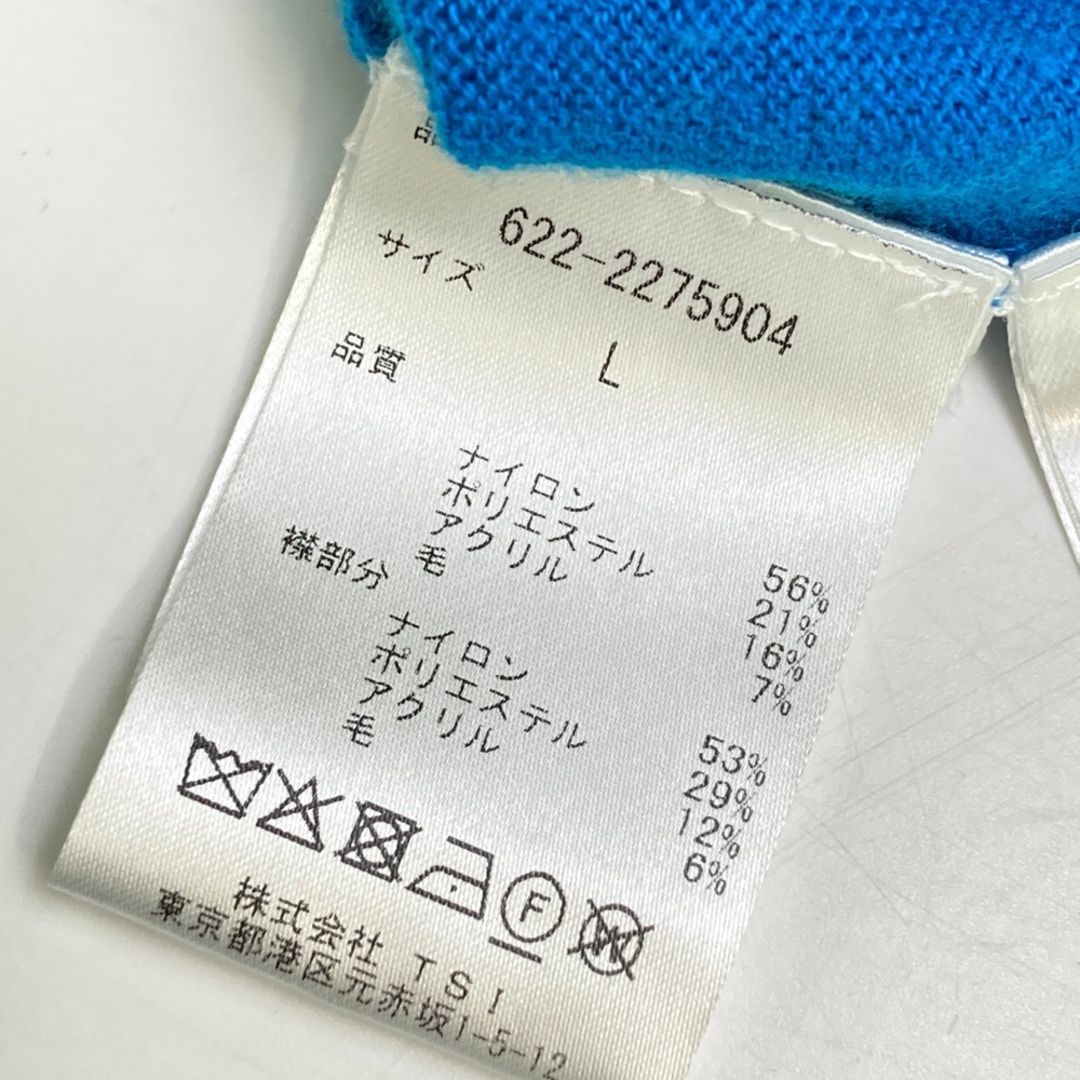 品
622-2275904
サイズ
L
品質
ナイロン 56%
ポリエステル 21%
アクリル 16%
毛 7%
襟部分
ナイロン 53%
ポリエステル 29%
アクリル 12%
毛 6%
F
W
株式会社 TSI
東京都港区元赤坂1-5-12